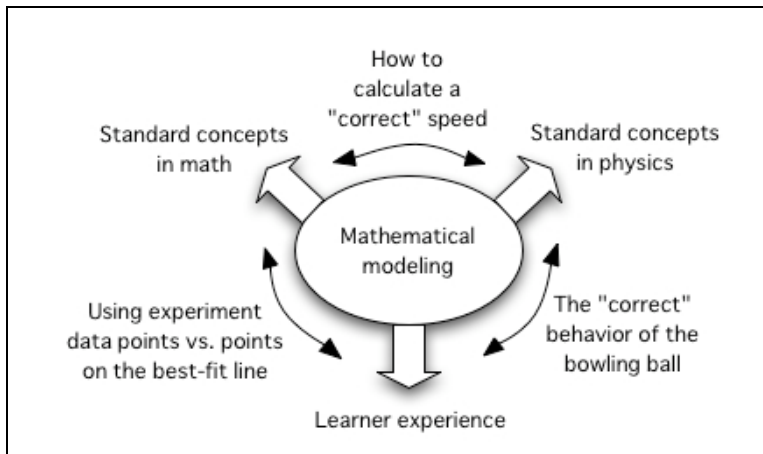 How to
calculate a
"correct" speed
Standard concepts
in math
Standard concepts
in physics
Mathematical
modeling
Using experiment
data points vs. points
on the best-fit line
The "correct"
behavior of the
bowling ball
Learner experience